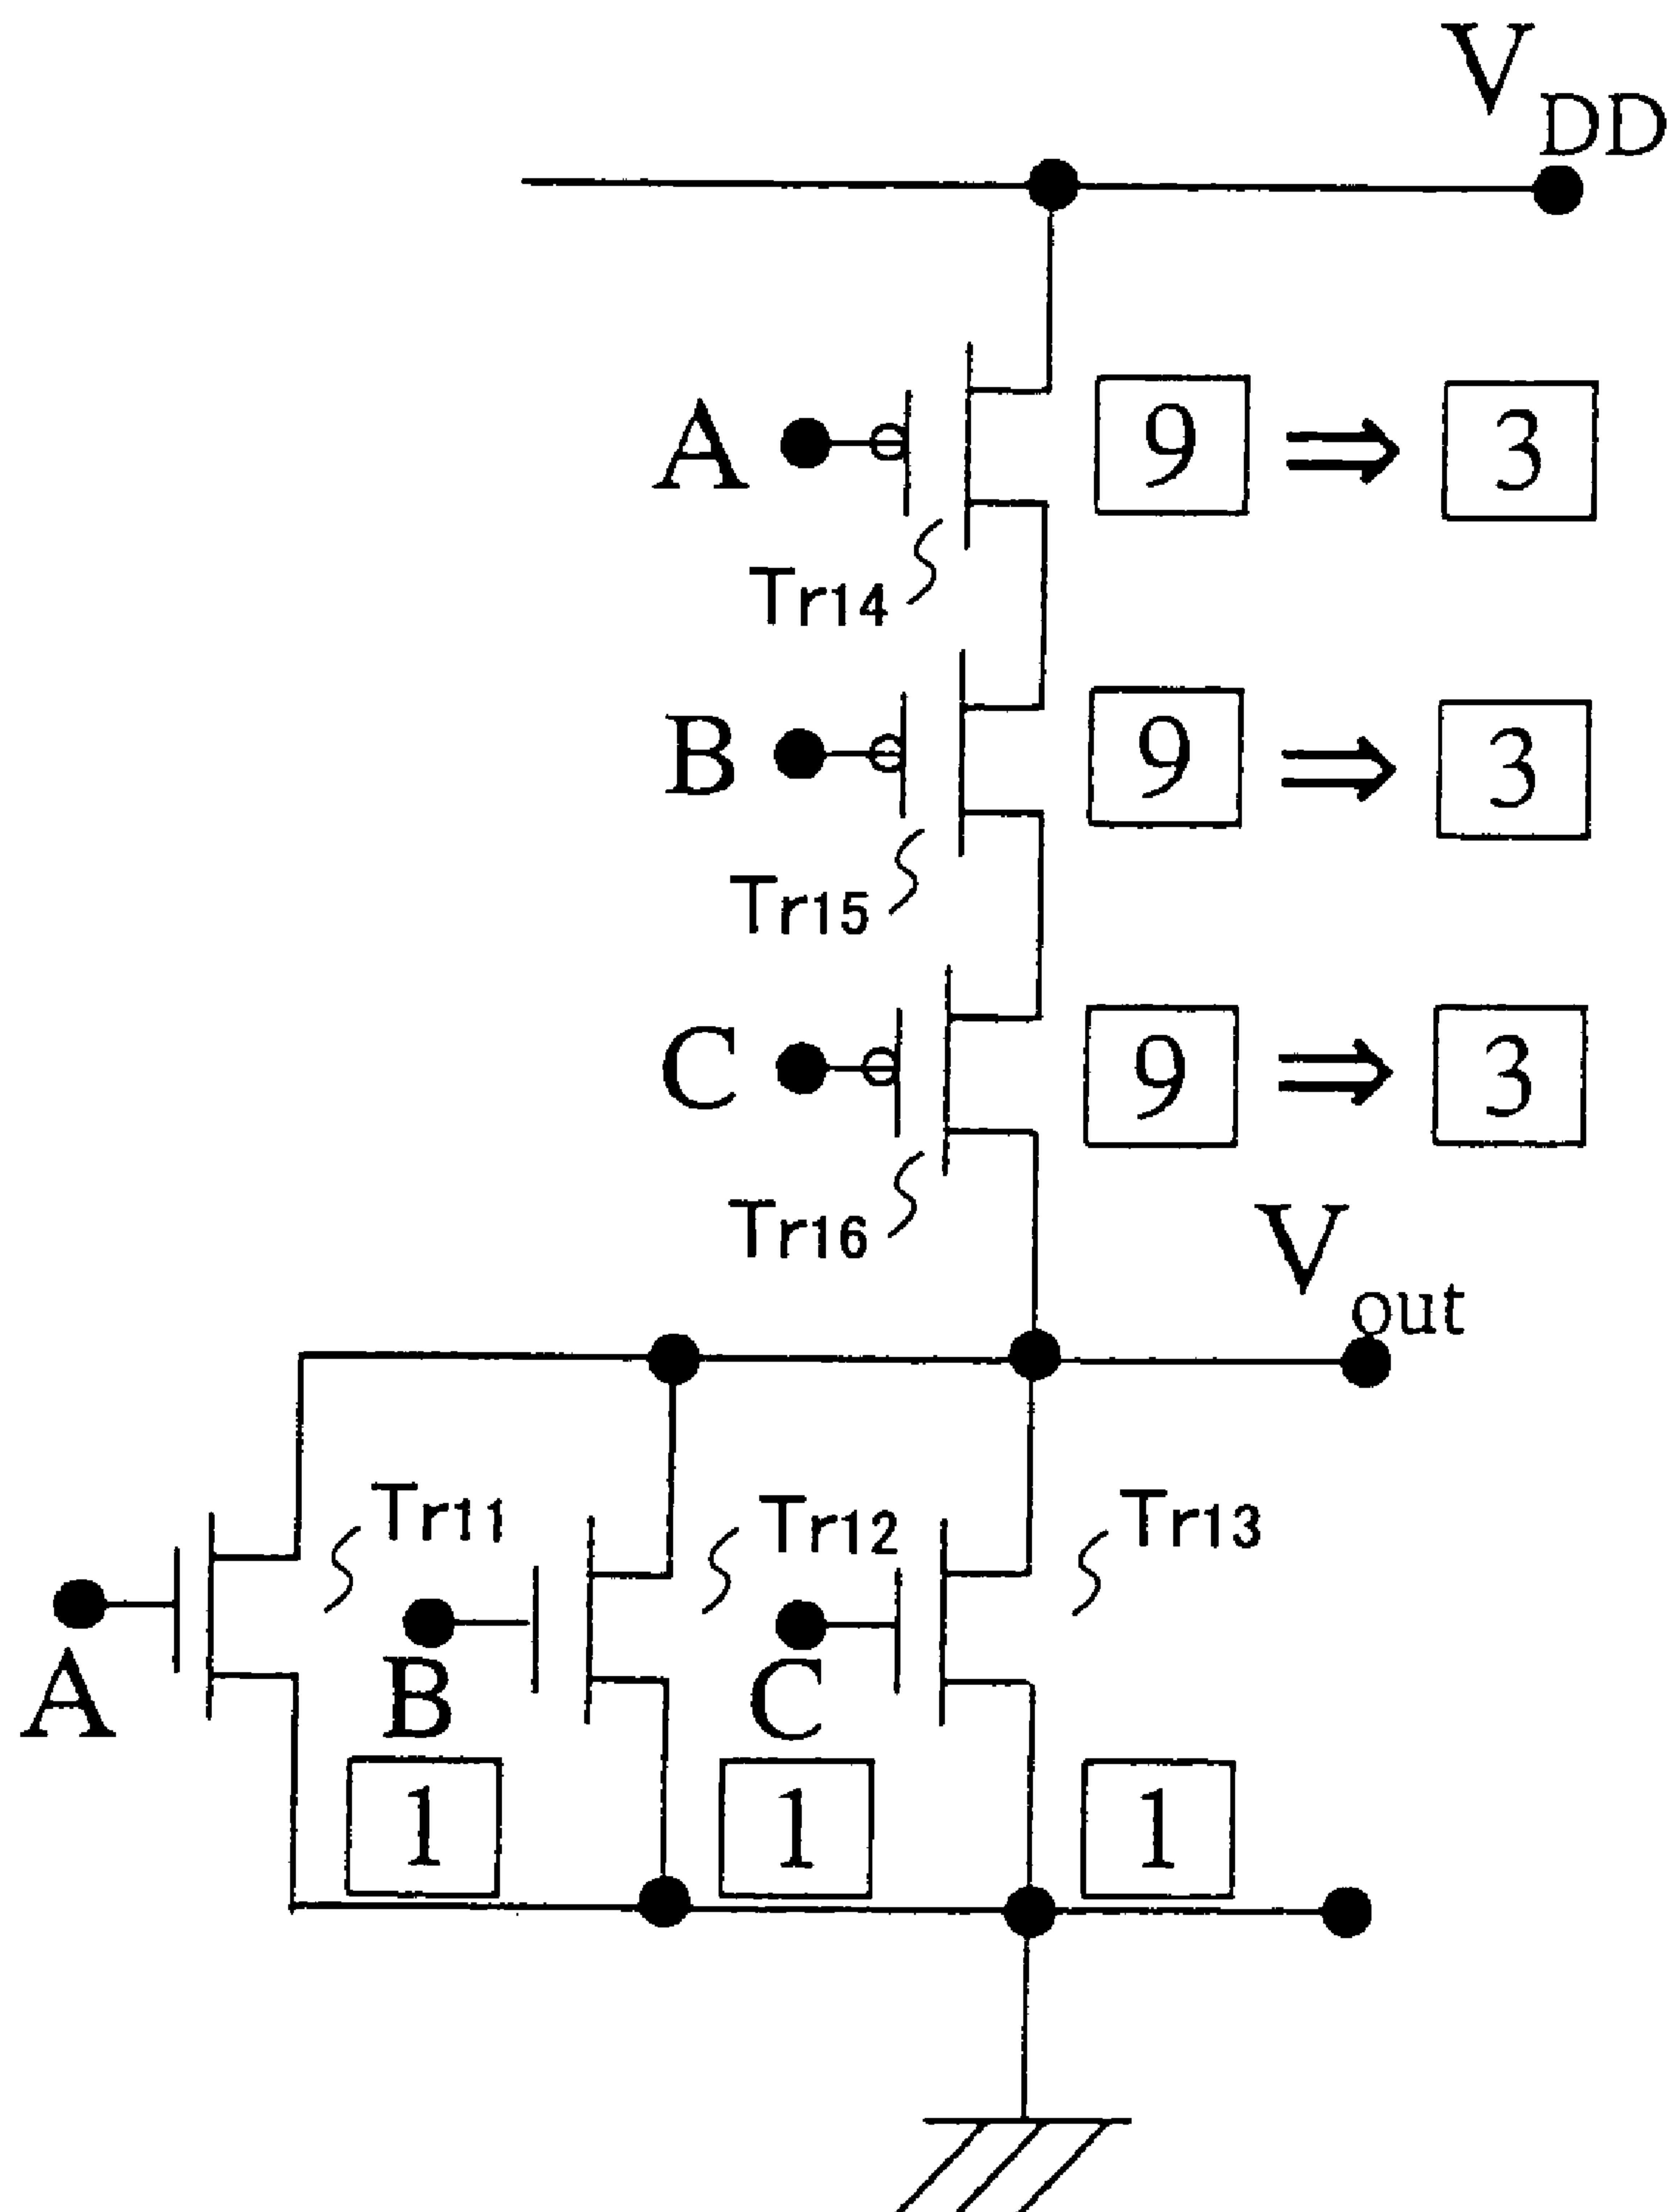 VDD
A 9 ⇒ 3
Tr14
B 9 ⇒ 3
Tr15
C 9 ⇒ 3
Tr16
Vout
Tr11 Tr12 Tr13
A B C
1 1 1